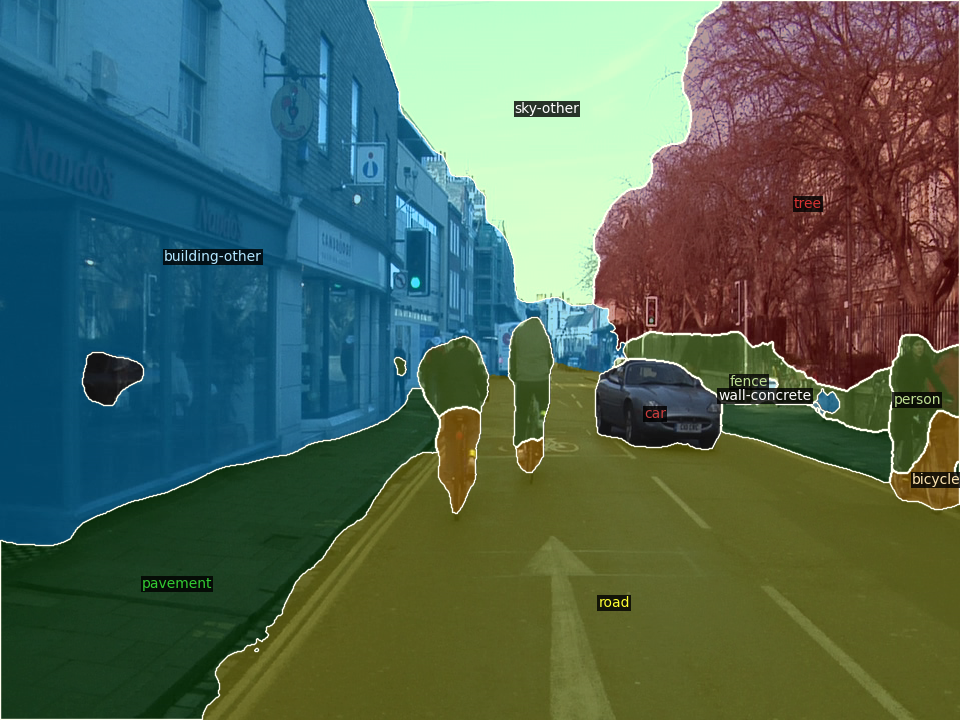 sky-other
tree
Nando's
Nando's
building-other
fence
wall-concrete
person
car
bicycle
pavement
road